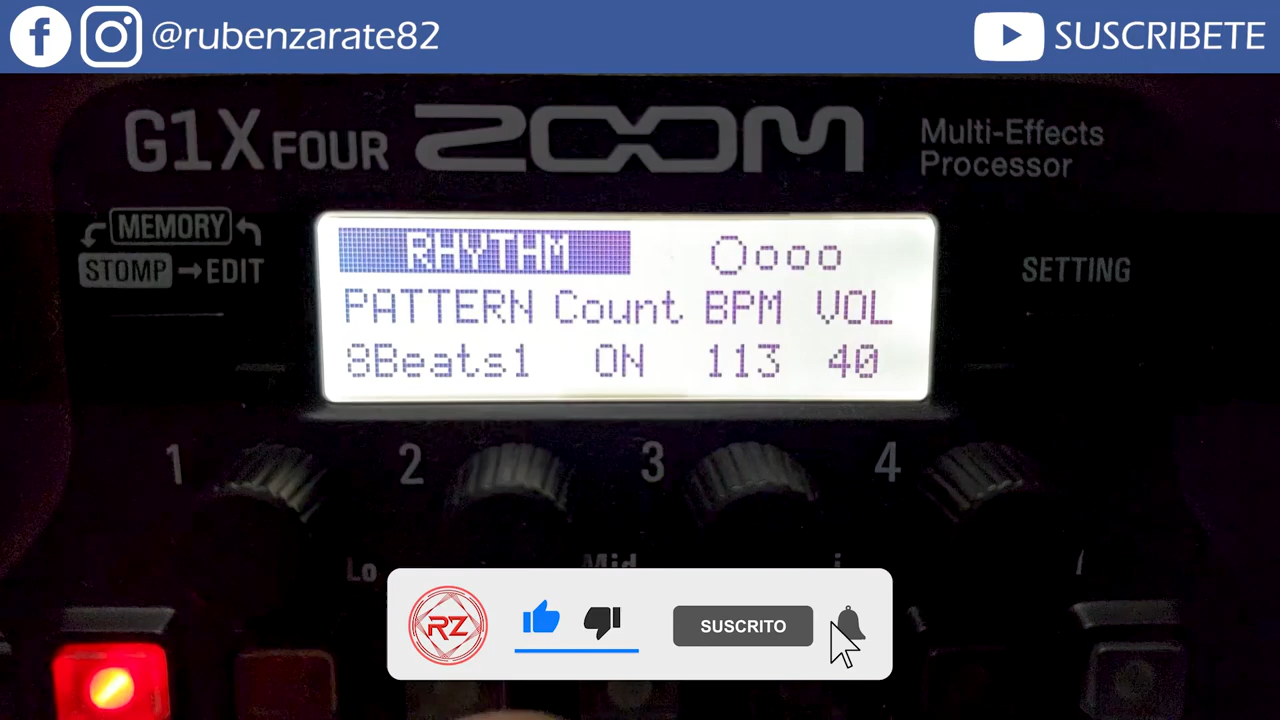 @rubenzarate82
SUSCRIBETE
G1X FOUR ZOOM Multi-Effects Processor
MEMORY
STOMP EDIT
SETTING
RHYTHM
PATTERN Count BPM VOL
8Beats1 ON 113 40
1 2 3 4
Lo Mid
RZ
SUSCRITO